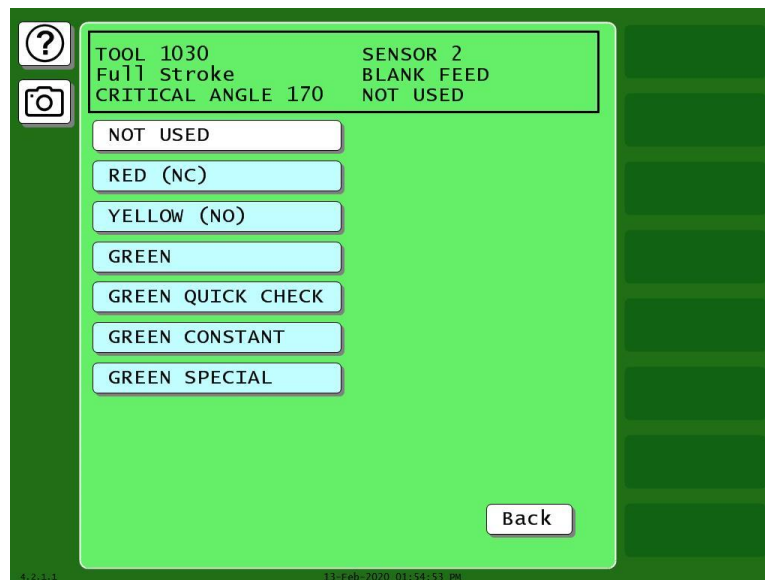 ?
TOOL 1030 SENSOR 2
Full Stroke BLANK FEED
CRITICAL ANGLE 170 NOT USED
NOT USED
RED (NC)
YELLOW (NO)
GREEN
GREEN QUICK CHECK
GREEN CONSTANT
GREEN SPECIAL
Back
4.2.1.1 13-Feb-2020 01:54:53 PM